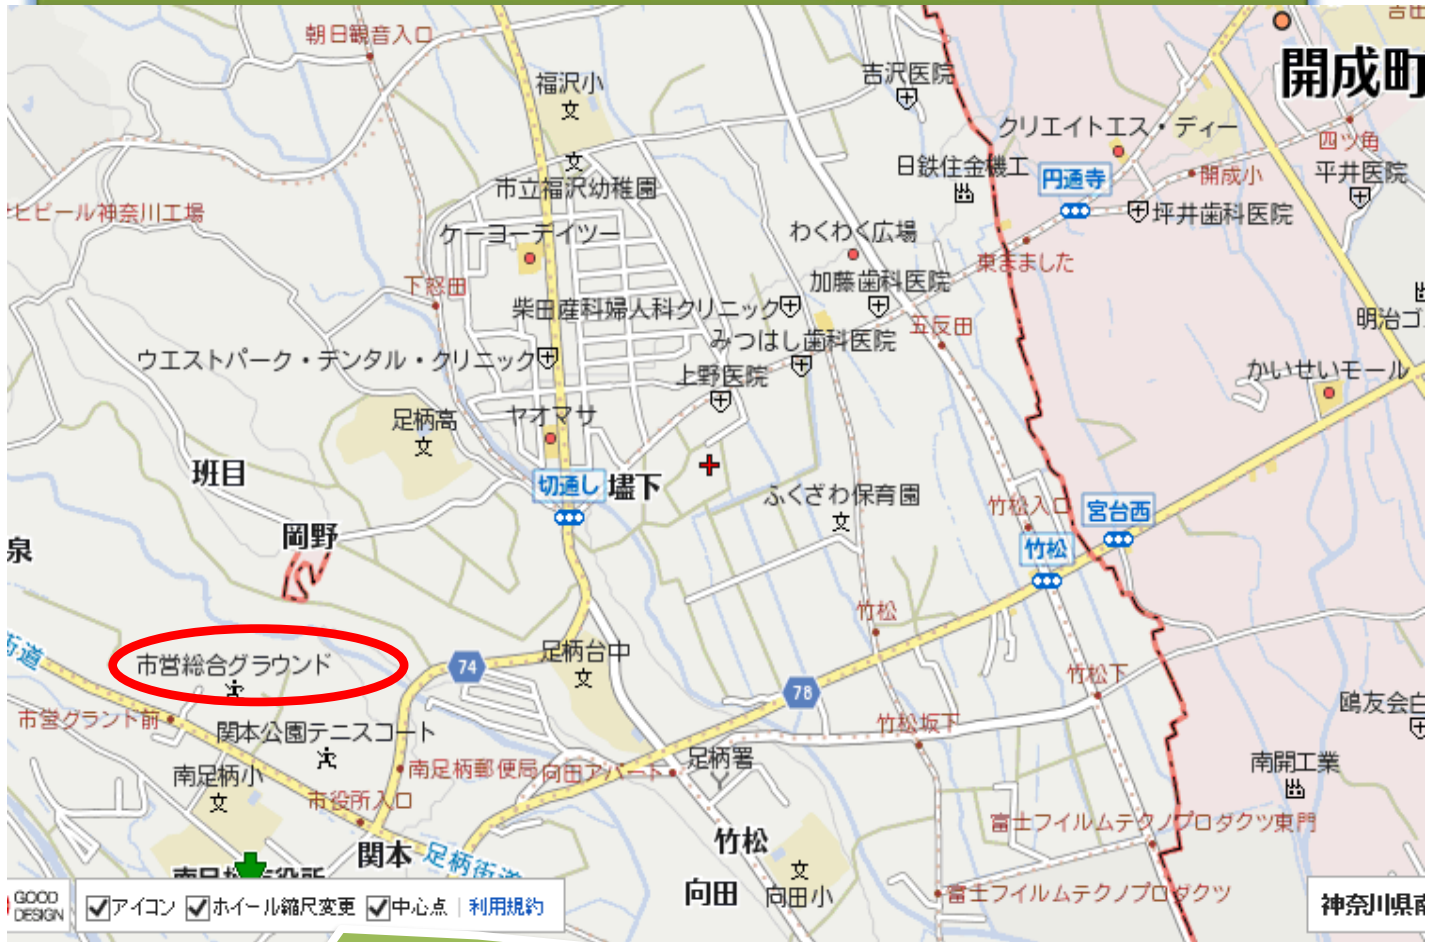 朝日観音入口
吉沢医院
開成町
福沢小
文
クリエイトエス・ディー
四ツ角
文
日鉄住金機工
円通寺
開成小
平井医院
市立福沢幼稚園
坪井歯科医院
ヒビール神奈川工場
ケーヨーデイツー
わくわく広場
東まました
下怒田
加藤歯科医院
柴田産科婦人科クリニック
五反田
明治ゴ
みつはし歯科医院
ウエストパーク・デンタル・クリニック
上野医院
かいせいモール
足柄高
文
ヤオマサ
班目
切通し
壗下
ふくざわ保育園
文
竹松入口
宮台西
岡野
泉
竹松
竹松
街道
市営総合グラウンド
74
足柄台中
文
竹松下
78
市営グランド前
関本公園テニスコート
竹松坂下
鴎友会白
南足柄小
文
南足柄郵便局
向田アパート
足柄署
南開工業
市役所入口
富士フイルムテクノプロダクツ東門
関本
足柄街道
竹松
文
向田
向田小
富士フイルムテクノプロダクツ
GOOD
DESIGN
アイコン
ホイール縮尺変更
中心点
利用規約
神奈川県南